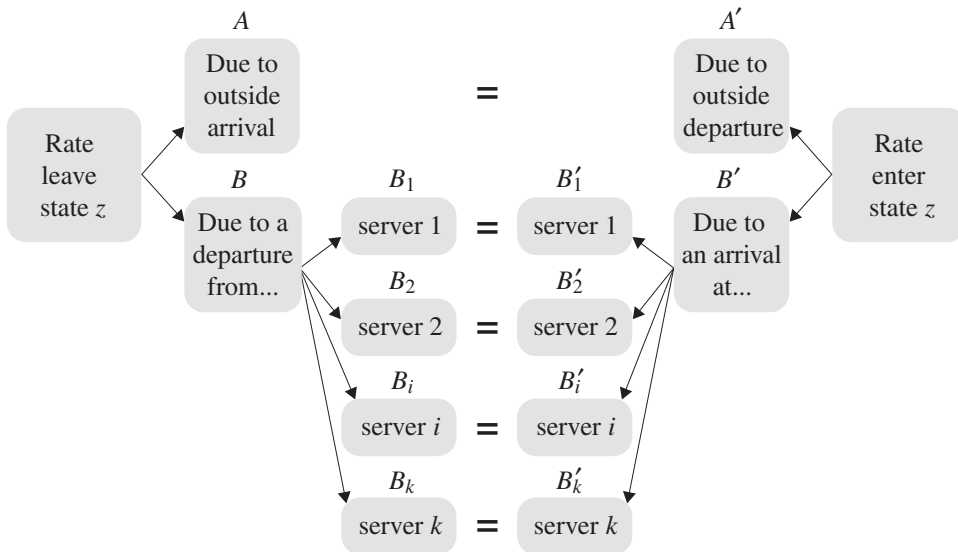 A
A′
Due to
outside
arrival
=
Due to
outside
departure
Rate
leave
state z
Rate
enter
state z
B
B₁
B′₁
B′
Due to a
departure
from...
server 1 = server 1
Due to
an arrival
at...
B₂
B′₂
server 2 = server 2
Bᵢ
B′ᵢ
server i = server i
Bₖ
B′ₖ
server k = server k